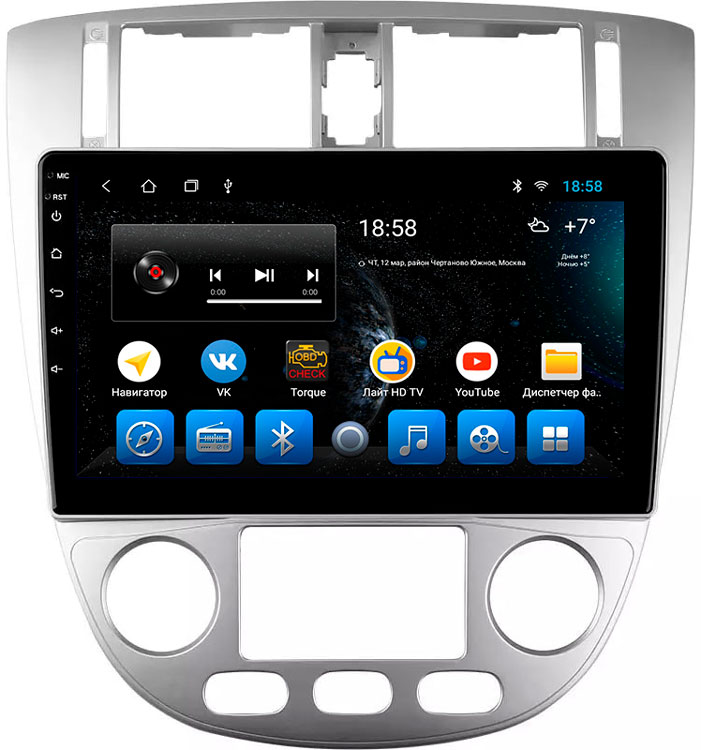 MIC
RST
18:58
18:58
+7°
ЧТ, 12 мар, район Чертаново Южное, Москва
Днём +8°
Ночью +5°
0:00
0:00
OBD
CHECK
Навигатор
VK
Torque
Лайт HD TV
YouTube
Диспетчер фа..